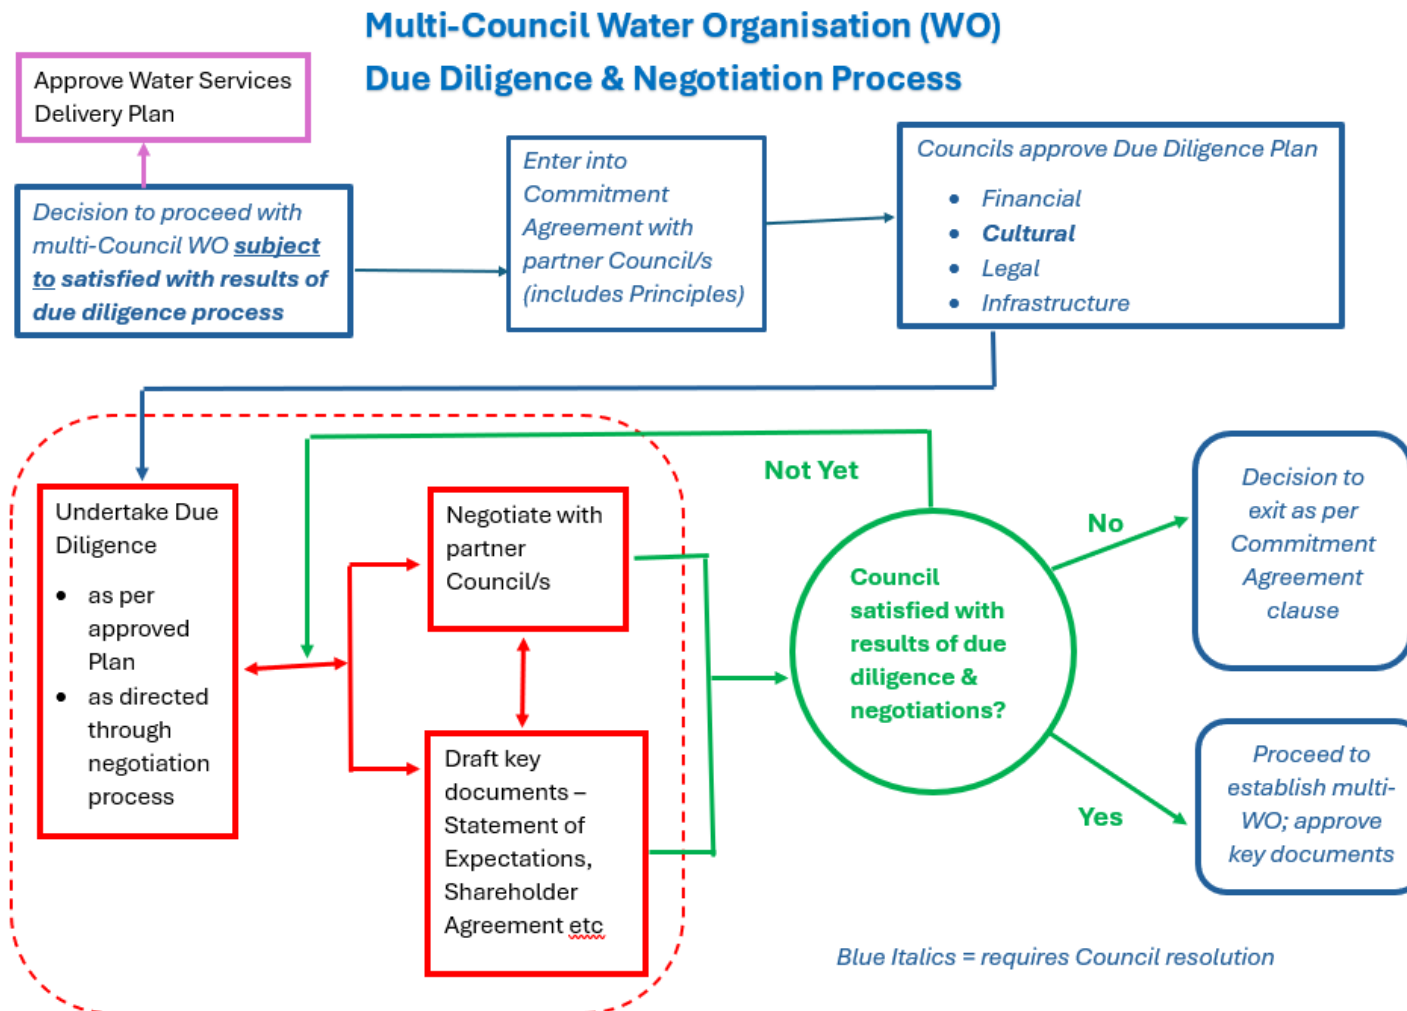 Multi-Council Water Organisation (WO)
Due Diligence & Negotiation Process
Approve Water Services
Delivery Plan
Decision to proceed with
multi-Council WO subject
to satisfied with results of
due diligence process
Enter into
Commitment
Agreement with
partner Council/s
(includes Principles)
Councils approve Due Diligence Plan
• Financial
• Cultural
• Legal
• Infrastructure
Undertake Due
Diligence
• as per
approved
Plan
• as directed
through
negotiation
process
Negotiate with
partner
Council/s
Draft key
documents –
Statement of
Expectations,
Shareholder
Agreement etc
Not Yet
Council
satisfied with
results of due
diligence &
negotiations?
No
Decision to
exit as per
Commitment
Agreement
clause
Yes
Proceed to
establish multi-
WO; approve
key documents
Blue Italics = requires Council resolution